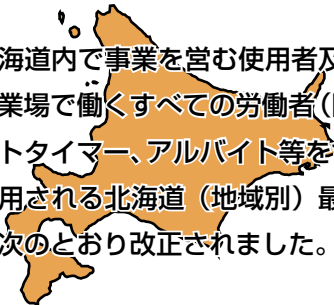 海道内で事業を営む使用者及
業場で働くすべての労働者(
トタイマー、アルバイト等を
用される北海道(地域別)最
次のとおり改正されました。